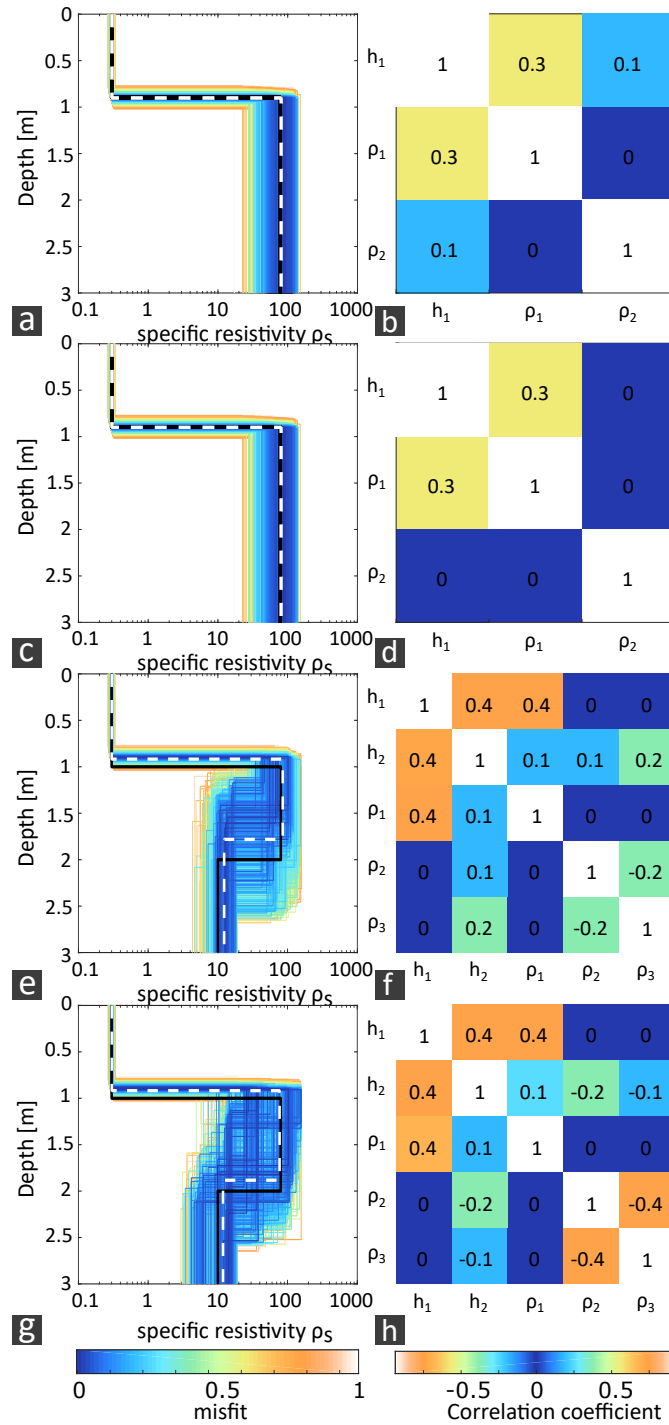 0
0.5
1
1.5
2
2.5
3
Depth [m]
0.1 1 10 100 1000
specific resistivity ρS
a
h1 1 0.3 0.1
ρ1 0.3 1 0
ρ2 0.1 0 1
h1 ρ1 ρ2
b
0
0.5
1
1.5
2
2.5
3
Depth [m]
0.1 1 10 100 1000
specific resistivity ρS
c
h1 1 0.3 0
ρ1 0.3 1 0
ρ2 0 0 1
h1 ρ1 ρ2
d
0
0.5
1
1.5
2
2.5
3
Depth [m]
0.1 1 10 100 1000
specific resistivity ρS
e
h1 1 0.4 0.4 0 0
h2 0.4 1 0.1 0.1 0.2
ρ1 0.4 0.1 1 0 0
ρ2 0 0.1 0 1 -0.2
ρ3 0 0.2 0 -0.2 1
h1 h2 ρ1 ρ2 ρ3
f
0
0.5
1
1.5
2
2.5
3
Depth [m]
0.1 1 10 100 1000
specific resistivity ρS
g
h1 1 0.4 0.4 0 0
h2 0.4 1 0.1 -0.2 -0.1
ρ1 0.4 0.1 1 0 0
ρ2 0 -0.2 0 1 -0.4
ρ3 0 -0.1 0 -0.4 1
h1 h2 ρ1 ρ2 ρ3
h
0 0.5 1
misfit
-0.5 0 0.5
Correlation coefficient